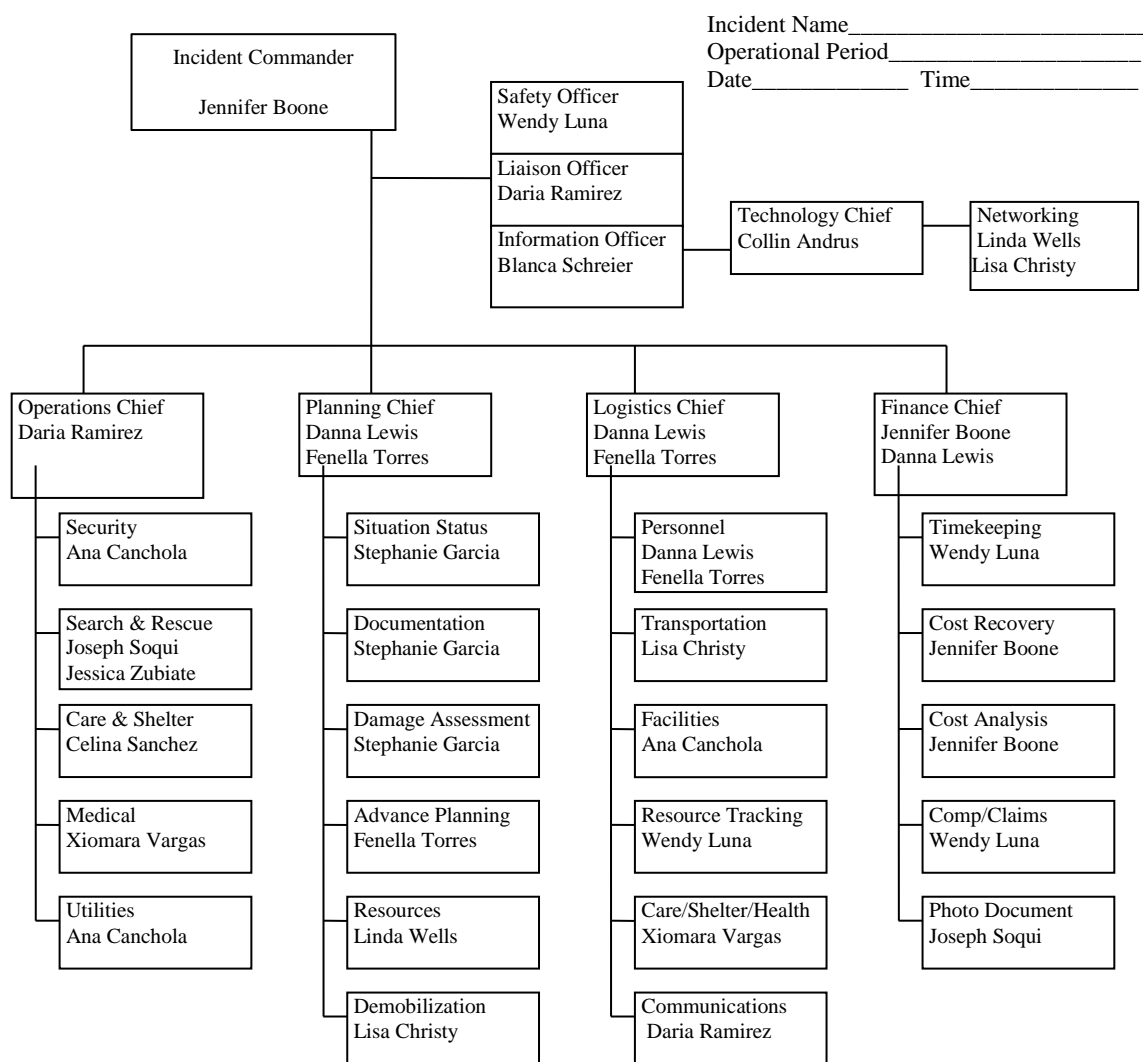 Incident Name_________________________
Operational Period_____________________
Date_____________ Time______________
Incident Commander
Jennifer Boone
Safety Officer
Wendy Luna
Liaison Officer
Daria Ramirez
Information Officer
Blanca Schreier
Technology Chief
Collin Andrus
Networking
Linda Wells
Lisa Christy
Operations Chief
Daria Ramirez
Security
Ana Canchola
Search & Rescue
Joseph Soqui
Jessica Zubiate
Care & Shelter
Celina Sanchez
Medical
Xiomara Vargas
Utilities
Ana Canchola
Planning Chief
Danna Lewis
Fenella Torres
Situation Status
Stephanie Garcia
Documentation
Stephanie Garcia
Damage Assessment
Stephanie Garcia
Advance Planning
Fenella Torres
Resources
Linda Wells
Demobilization
Lisa Christy
Logistics Chief
Danna Lewis
Fenella Torres
Personnel
Danna Lewis
Fenella Torres
Transportation
Lisa Christy
Facilities
Ana Canchola
Resource Tracking
Wendy Luna
Care/Shelter/Health
Xiomara Vargas
Communications
Daria Ramirez
Finance Chief
Jennifer Boone
Danna Lewis
Timekeeping
Wendy Luna
Cost Recovery
Jennifer Boone
Cost Analysis
Jennifer Boone
Comp/Claims
Wendy Luna
Photo Document
Joseph Soqui